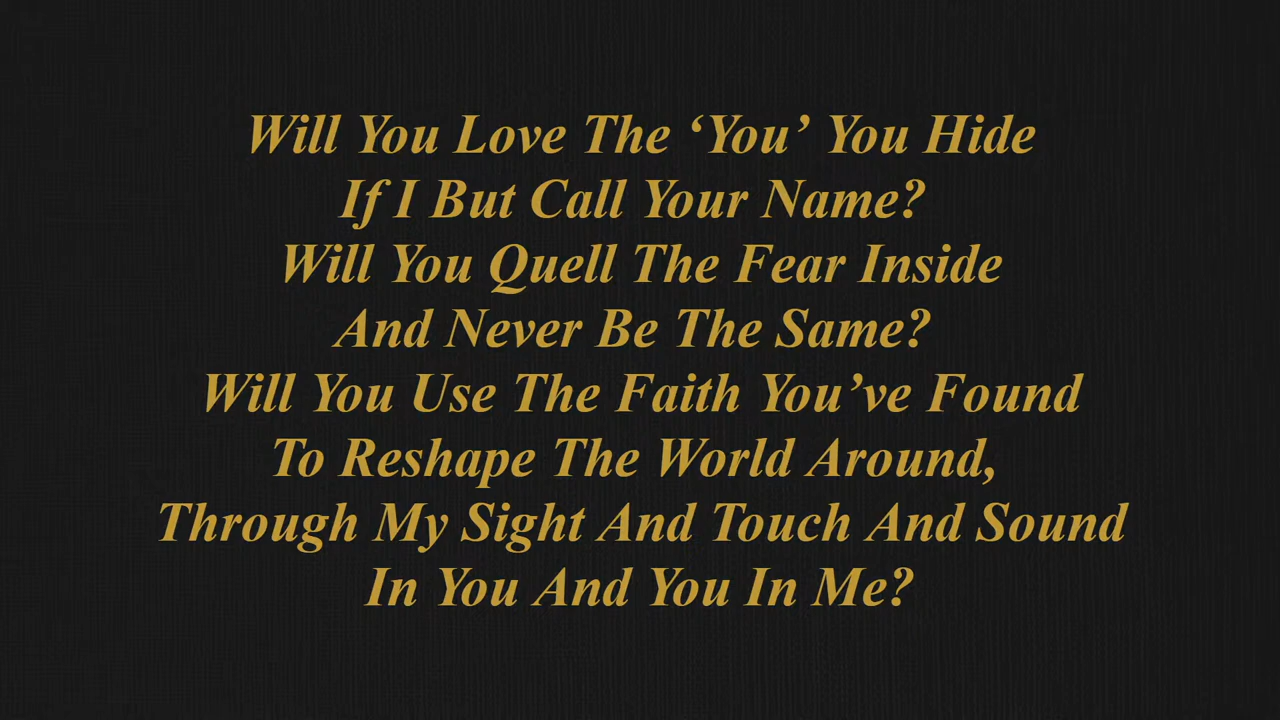 Will You Love The ‘You’ You Hide
If I But Call Your Name?
Will You Quell The Fear Inside
And Never Be The Same?
Will You Use The Faith You’ve Found
To Reshape The World Around,
Through My Sight And Touch And Sound
In You And You In Me?